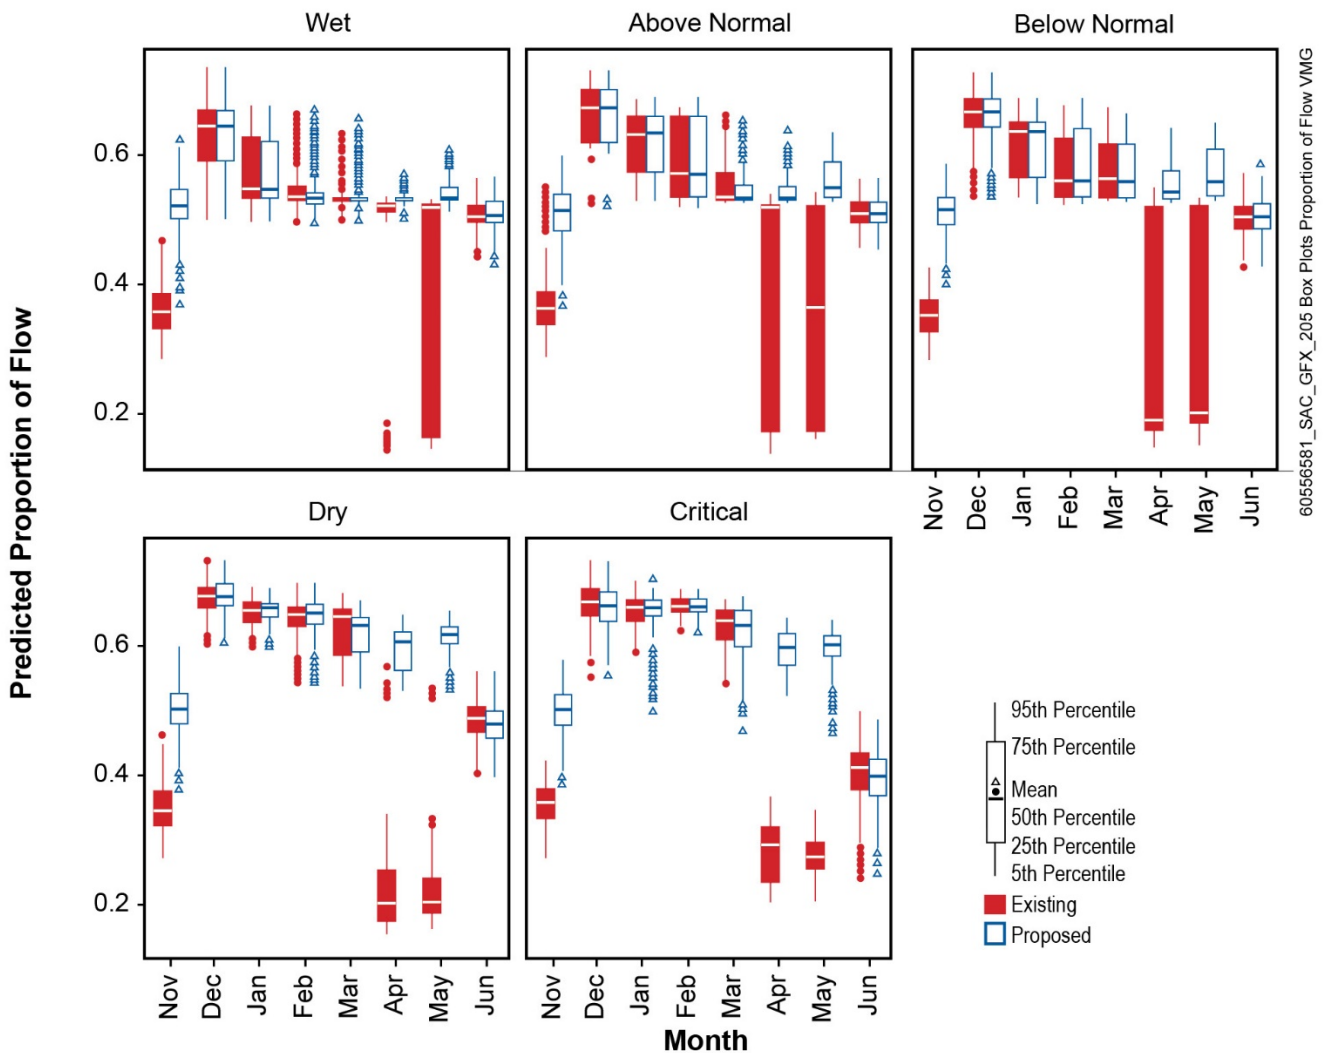 Wet
Above Normal
Below Normal
0.6
0.4
0.2
Nov
Dec
Jan
Feb
Mar
Apr
May
Jun
Dry
Critical
0.6
0.4
0.2
Nov
Dec
Jan
Feb
Mar
Apr
May
Jun
Nov
Dec
Jan
Feb
Mar
Apr
May
Jun
Month
Predicted Proportion of Flow
95th Percentile
75th Percentile
Mean
50th Percentile
25th Percentile
5th Percentile
Existing
Proposed
60556581_SAC_GFX_205 Box Plots Proportion of Flow VMG